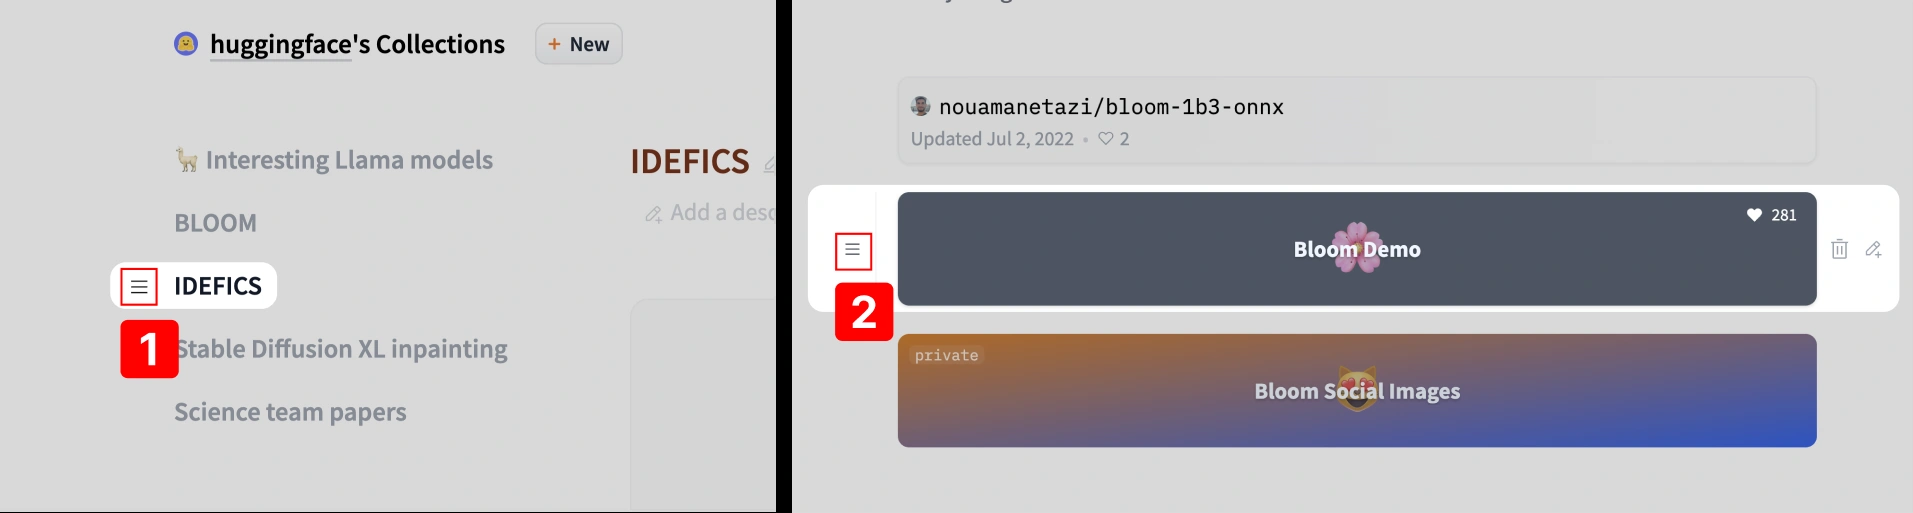 huggingface's Collections
+ New
Interesting Llama models
BLOOM
IDEFICS
1
Stable Diffusion XL inpainting
Science team papers
IDEFICS
Add a desc
nouamanetazi/bloom-1b3-onnx
Updated Jul 2, 2022 • 2
281
Bloom Demo
2
private
Bloom Social Images